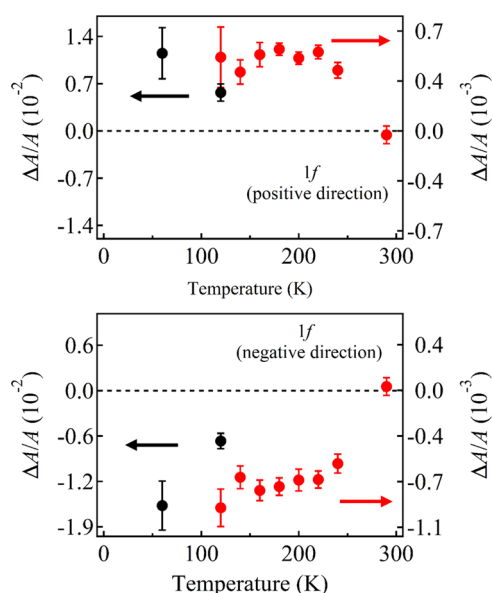 1.4
0.7
0.0
-0.7
-1.4
ΔA/A (10⁻²)
0.7
0.4
0.0
-0.4
-0.7
ΔA/A (10⁻³)
1f
(positive direction)
0
100
200
300
Temperature (K)
0.6
0.0
-0.6
-1.2
-1.9
ΔA/A (10⁻²)
0.4
0.0
-0.4
-0.7
-1.1
ΔA/A (10⁻³)
1f
(negative direction)
0
100
200
300
Temperature (K)